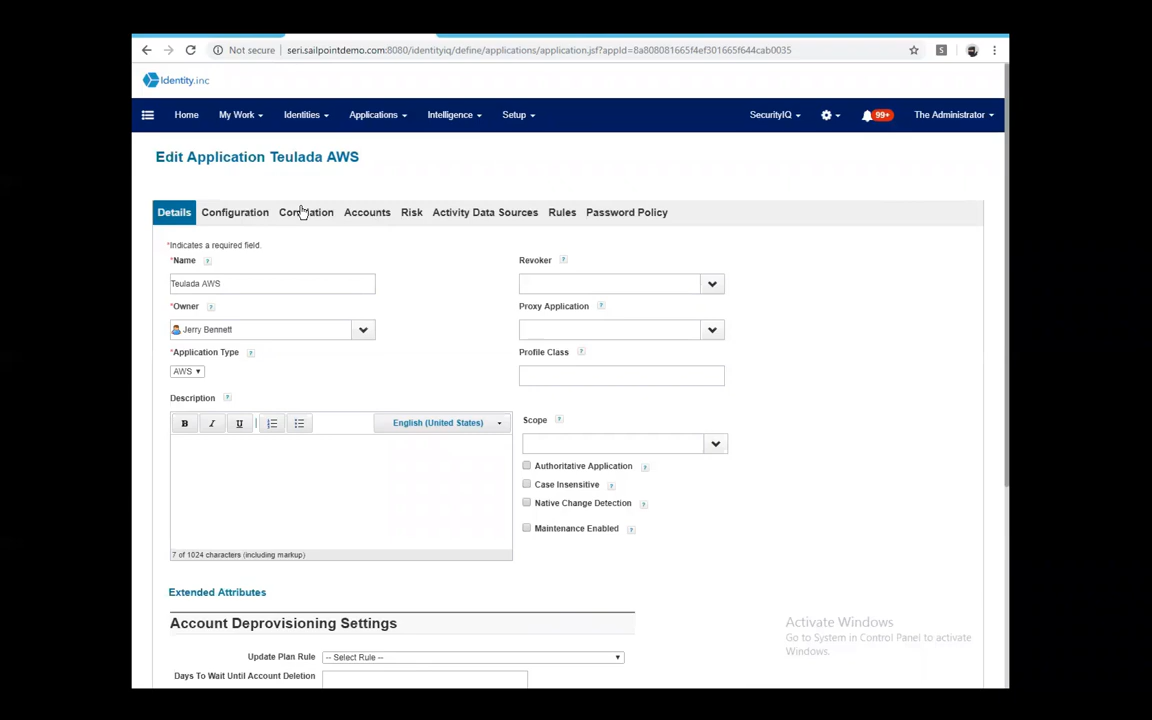 Not secure seri.sailpointdemo.com:8080/identityiq/define/applications/application.jsf?appId=8a808081665f4ef301665f644cab0035
S
Identity.inc
Home My Work Identities Applications Intelligence Setup SecurityIQ 99+ The Administrator
Edit Application Teulada AWS
Details Configuration Correlation Accounts Risk Activity Data Sources Rules Password Policy
*Indicates a required field.
*Name ?
Teulada AWS
*Owner ?
Jerry Bennett
*Application Type ?
AWS
Description ?
B I U English (United States)
7 of 1024 characters (including markup)
Revoker ?
Proxy Application ?
Profile Class ?
Scope ?
Authoritative Application ?
Case Insensitive ?
Native Change Detection ?
Maintenance Enabled ?
Extended Attributes
Account Deprovisioning Settings
Update Plan Rule -- Select Rule --
Days To Wait Until Account Deletion
Activate Windows
Go to System in Control Panel to activate
Windows.